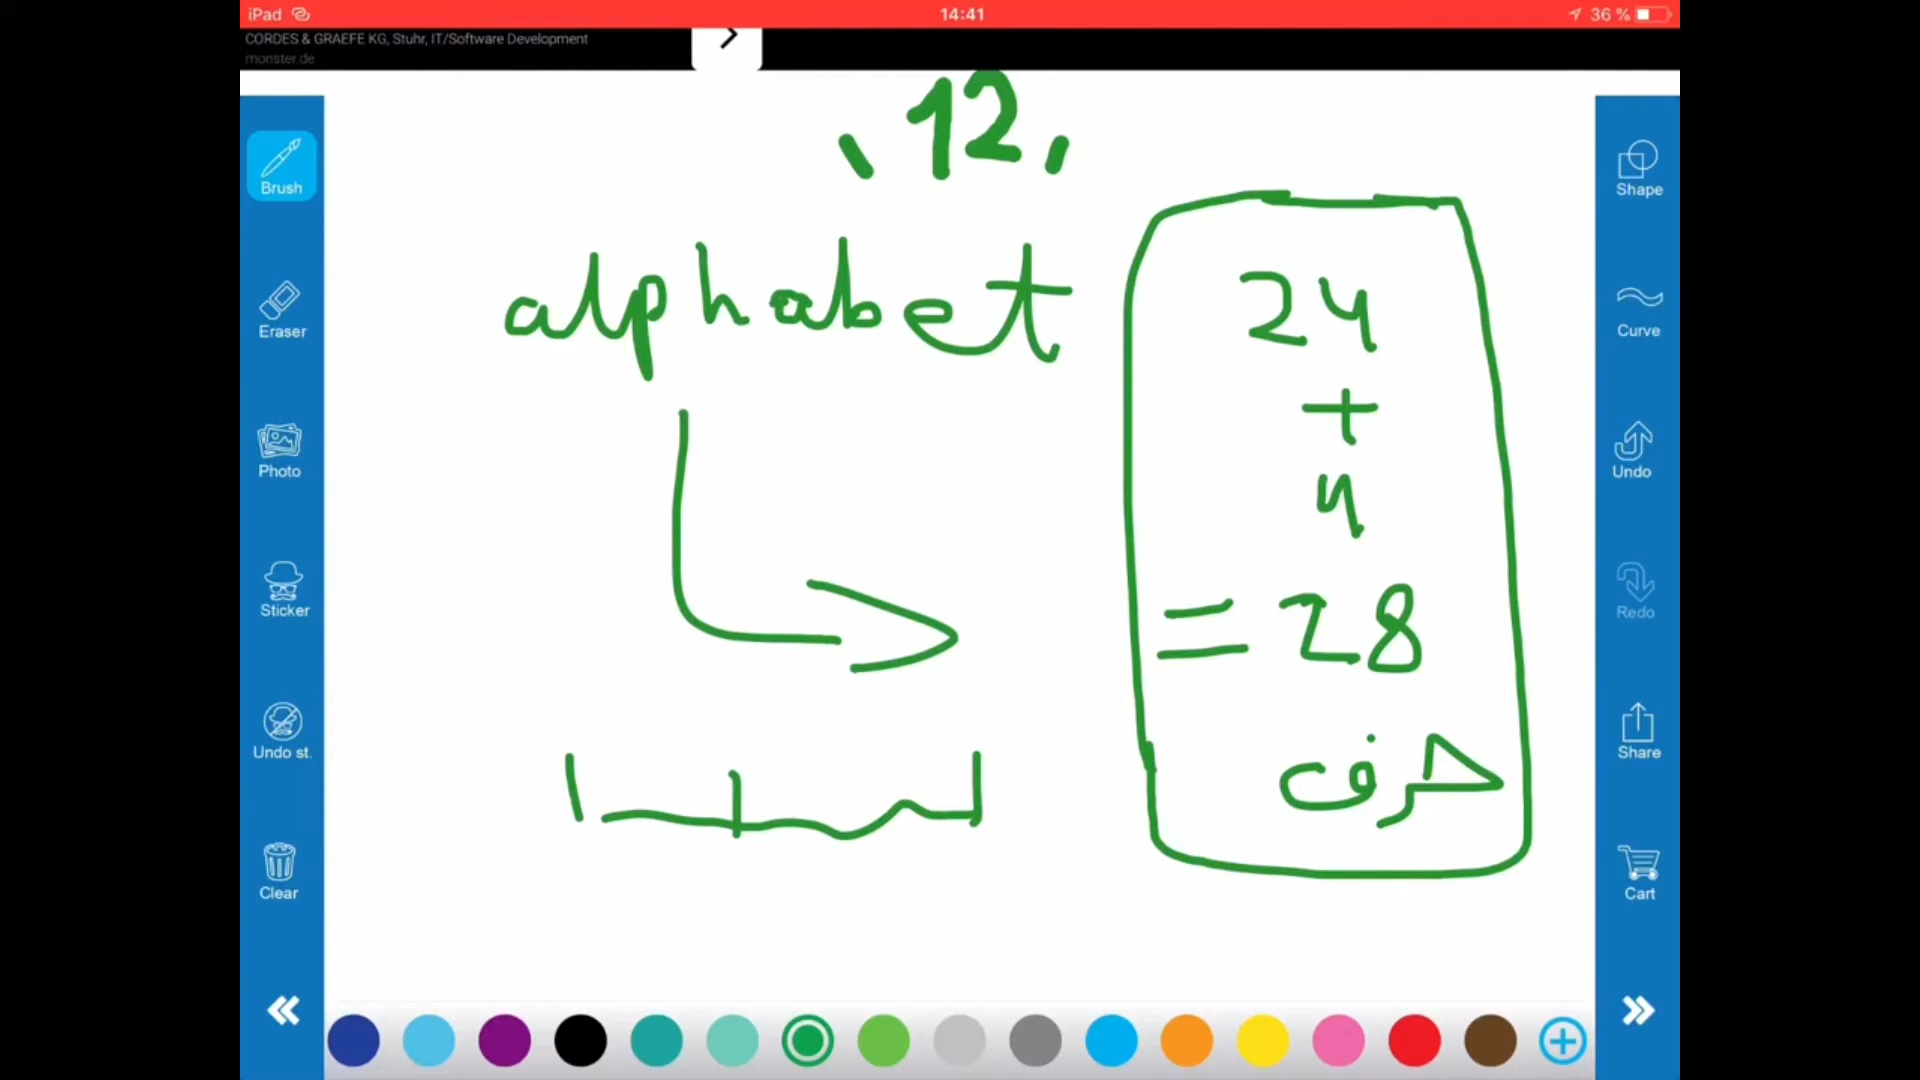 iPad 14:41 36 %
CORDES & GRAEFE KG, Stuhr, IT/Software Development
monster.de
Brush
Eraser
Photo
Sticker
Undo st.
Clear
12
alphabet
24
+
4
= 28
حرف
Shape
Curve
Undo
Redo
Share
Cart